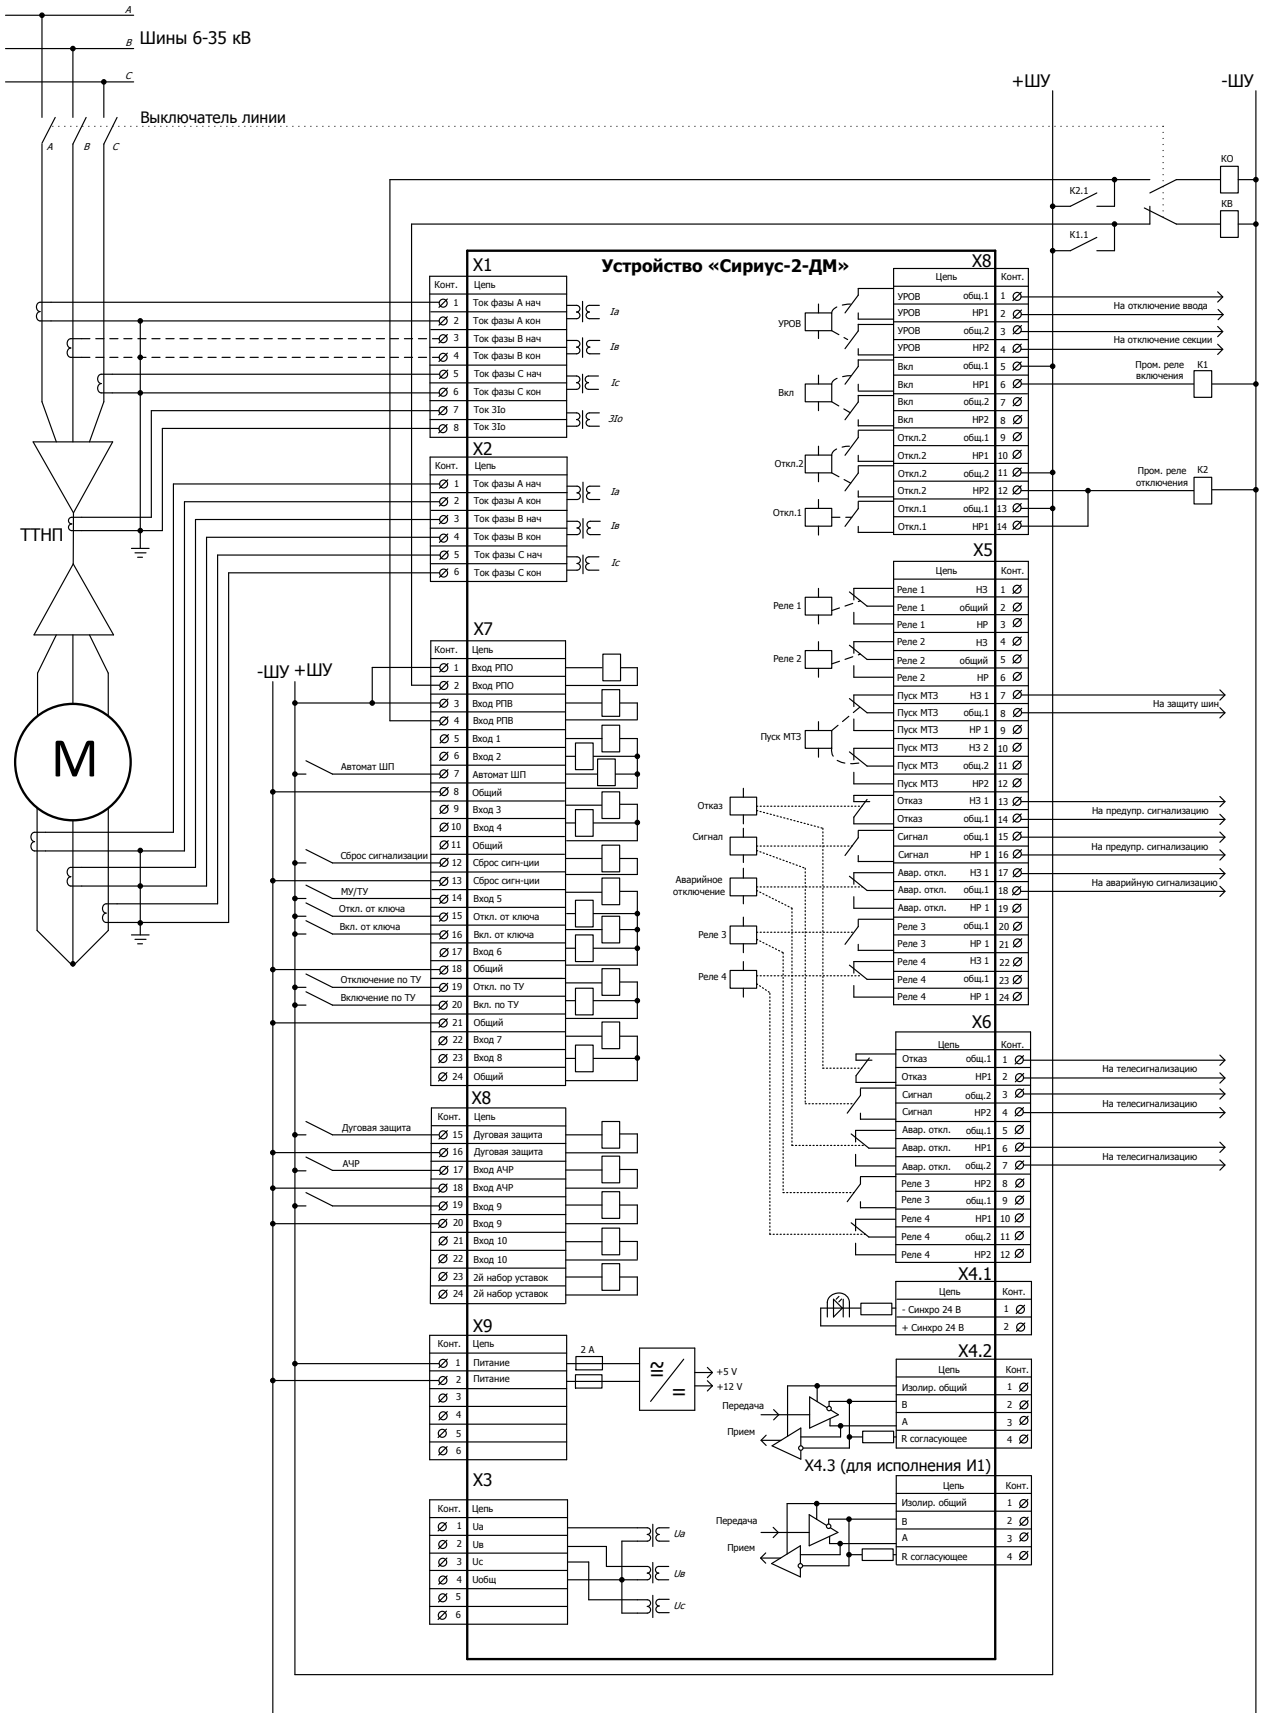 A
B Шины 6-35 кВ
C
+ШУ -ШУ
Выключатель линии
A B C
КО
К2.1
КВ
К1.1
Устройство «Сириус-2-ДМ»
X1
Конт. Цепь
1 Ток фазы А нач
2 Ток фазы А кон
3 Ток фазы В нач
4 Ток фазы В кон
5 Ток фазы С нач
6 Ток фазы С кон
7 Ток 3Io
8 Ток 3Io
Iа
Iв
Iс
3Iо
X2
Конт. Цепь
1 Ток фазы А нач
2 Ток фазы А кон
3 Ток фазы В нач
4 Ток фазы В кон
5 Ток фазы С нач
6 Ток фазы С кон
Iа
Iв
Iс
ТТНП
М
-ШУ +ШУ
X7
Конт. Цепь
1 Вход РПО
2 Вход РПО
3 Вход РПВ
4 Вход РПВ
5 Вход 1
6 Вход 2
Автомат ШП 7 Автомат ШП
8 Общий
9 Вход 3
10 Вход 4
11 Общий
Сброс сигнализации 12 Сброс сигн-ции
13 Сброс сигн-ции
МУ/ТУ 14 Вход 5
Откл. от ключа 15 Откл. от ключа
Вкл. от ключа 16 Вкл. от ключа
17 Вход 6
18 Общий
Отключение по ТУ 19 Откл. по ТУ
Включение по ТУ 20 Вкл. по ТУ
21 Общий
22 Вход 7
23 Вход 8
24 Общий
X8
Конт. Цепь
Дуговая защита 15 Дуговая защита
16 Дуговая защита
АЧР 17 Вход АЧР
18 Вход АЧР
19 Вход 9
20 Вход 9
21 Вход 10
22 Вход 10
23 2й набор уставок
24 2й набор уставок
X9
Конт. Цепь
1 Питание
2 Питание
3
4
5
6
2 А
≅
=
+5 V
+12 V
X3
Конт. Цепь
1 Uа
2 Uв
3 Uс
4 Uобщ
5
6
Uа
Uв
Uс
X8
Цепь Конт.
УРОВ общ.1 1
УРОВ НР1 2
УРОВ общ.2 3
УРОВ НР2 4
Вкл общ.1 5
Вкл НР1 6
Вкл общ.2 7
Вкл НР2 8
Откл.2 общ.1 9
Откл.2 НР1 10
Откл.2 общ.2 11
Откл.2 НР2 12
Откл.1 общ.1 13
Откл.1 НР1 14
УРОВ
Вкл
Откл.2
Откл.1
На отключение ввода
На отключение секции
Пром. реле
включения
К1
Пром. реле
отключения
К2
X5
Цепь Конт.
Реле 1 НЗ 1
Реле 1 общий 2
Реле 1 НР 3
Реле 2 НЗ 4
Реле 2 общий 5
Реле 2 НР 6
Пуск МТЗ НЗ 1 7
Пуск МТЗ общ.1 8
Пуск МТЗ НР 1 9
Пуск МТЗ НЗ 2 10
Пуск МТЗ общ.2 11
Пуск МТЗ НР2 12
Отказ НЗ 1 13
Отказ общ.1 14
Сигнал общ.1 15
Сигнал НР 1 16
Авар. откл. НЗ 1 17
Авар. откл. общ.1 18
Авар. откл. НР 1 19
Реле 3 общ.1 20
Реле 3 НР 1 21
Реле 4 НЗ 1 22
Реле 4 общ.1 23
Реле 4 НР 1 24
Реле 1
Реле 2
Пуск МТЗ
Отказ
Сигнал
Аварийное
отключение
Реле 3
Реле 4
На защиту шин
На предупр. сигнализацию
На предупр. сигнализацию
На аварийную сигнализацию
X6
Цепь Конт.
Отказ общ.1 1
Отказ НР1 2
Сигнал общ.2 3
Сигнал НР2 4
Авар. откл. общ.1 5
Авар. откл. НР1 6
Авар. откл. общ.2 7
Реле 3 НР2 8
Реле 3 общ.1 9
Реле 4 НР1 10
Реле 4 общ.2 11
Реле 4 НР2 12
На телесигнализацию
На телесигнализацию
На телесигнализацию
X4.1
Цепь Конт.
- Синхро 24 В 1
+ Синхро 24 В 2
X4.2
Цепь Конт.
Изолир. общий 1
B 2
A 3
R согласующее 4
Передача
Прием
X4.3 (для исполнения И1)
Цепь Конт.
Изолир. общий 1
B 2
A 3
R согласующее 4
Передача
Прием